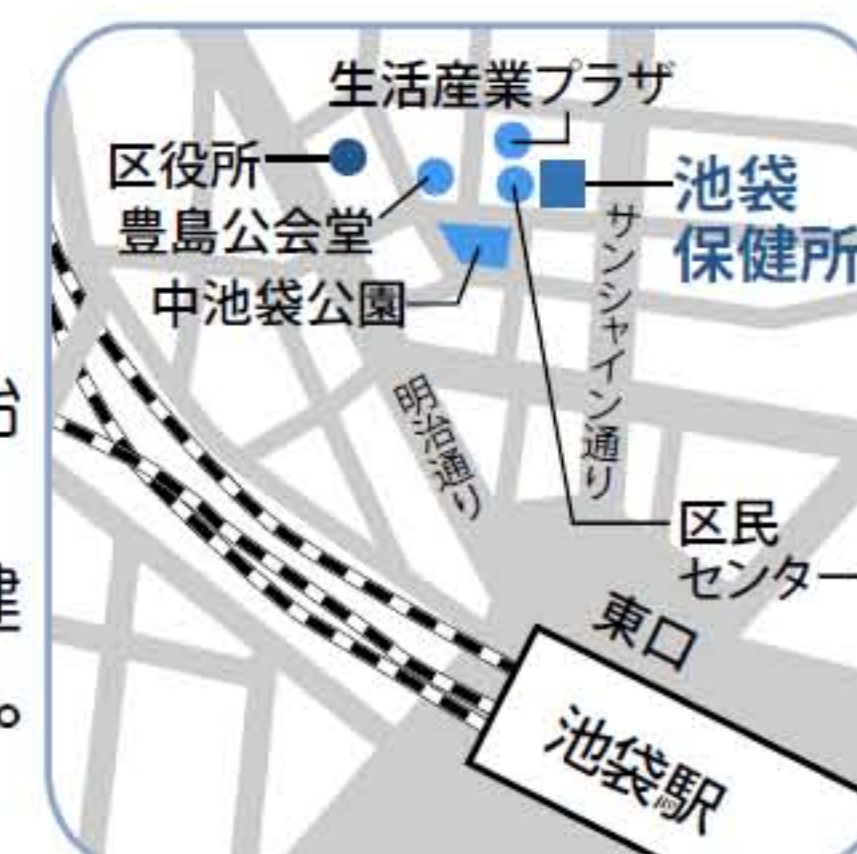 生活産業プラザ
区役所
池袋
保健所
豊島公会堂
中池袋公園
サンシャイン通り
明治通り
区民
センター
東口
池袋駅
健
。